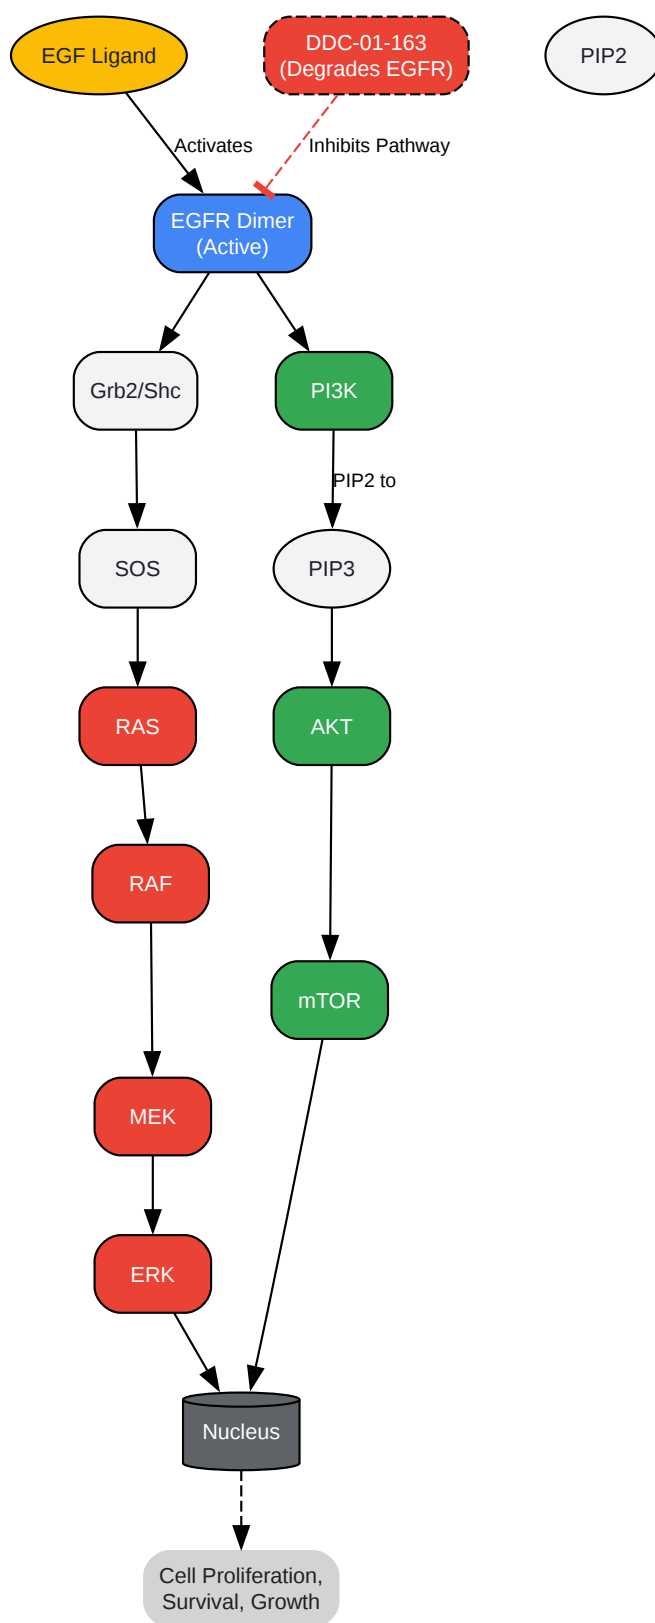 EGF Ligand
DDC-01-163
(Degrades EGFR)
PIP2
Activates
Inhibits Pathway
EGFR Dimer
(Active)
Grb2/Shc
PI3K
PIP2 to
SOS
PIP3
RAS
AKT
RAF
mTOR
MEK
ERK
Nucleus
Cell Proliferation,
Survival, Growth